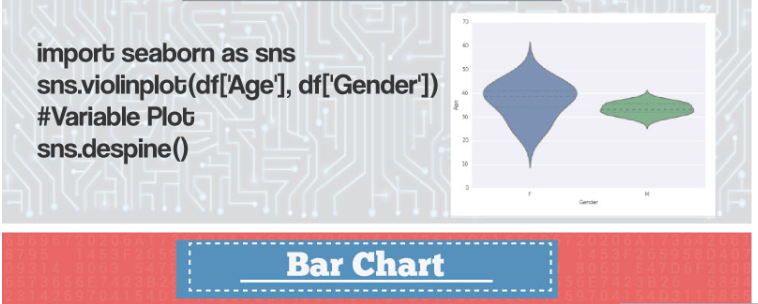 import seaborn as sns
sns.violinplot(df['Age'], df['Gender'])
#Variable Plot
sns.despine()
70
60
50
40
30
20
10
0
Age
F
M
Gender
Bar Chart